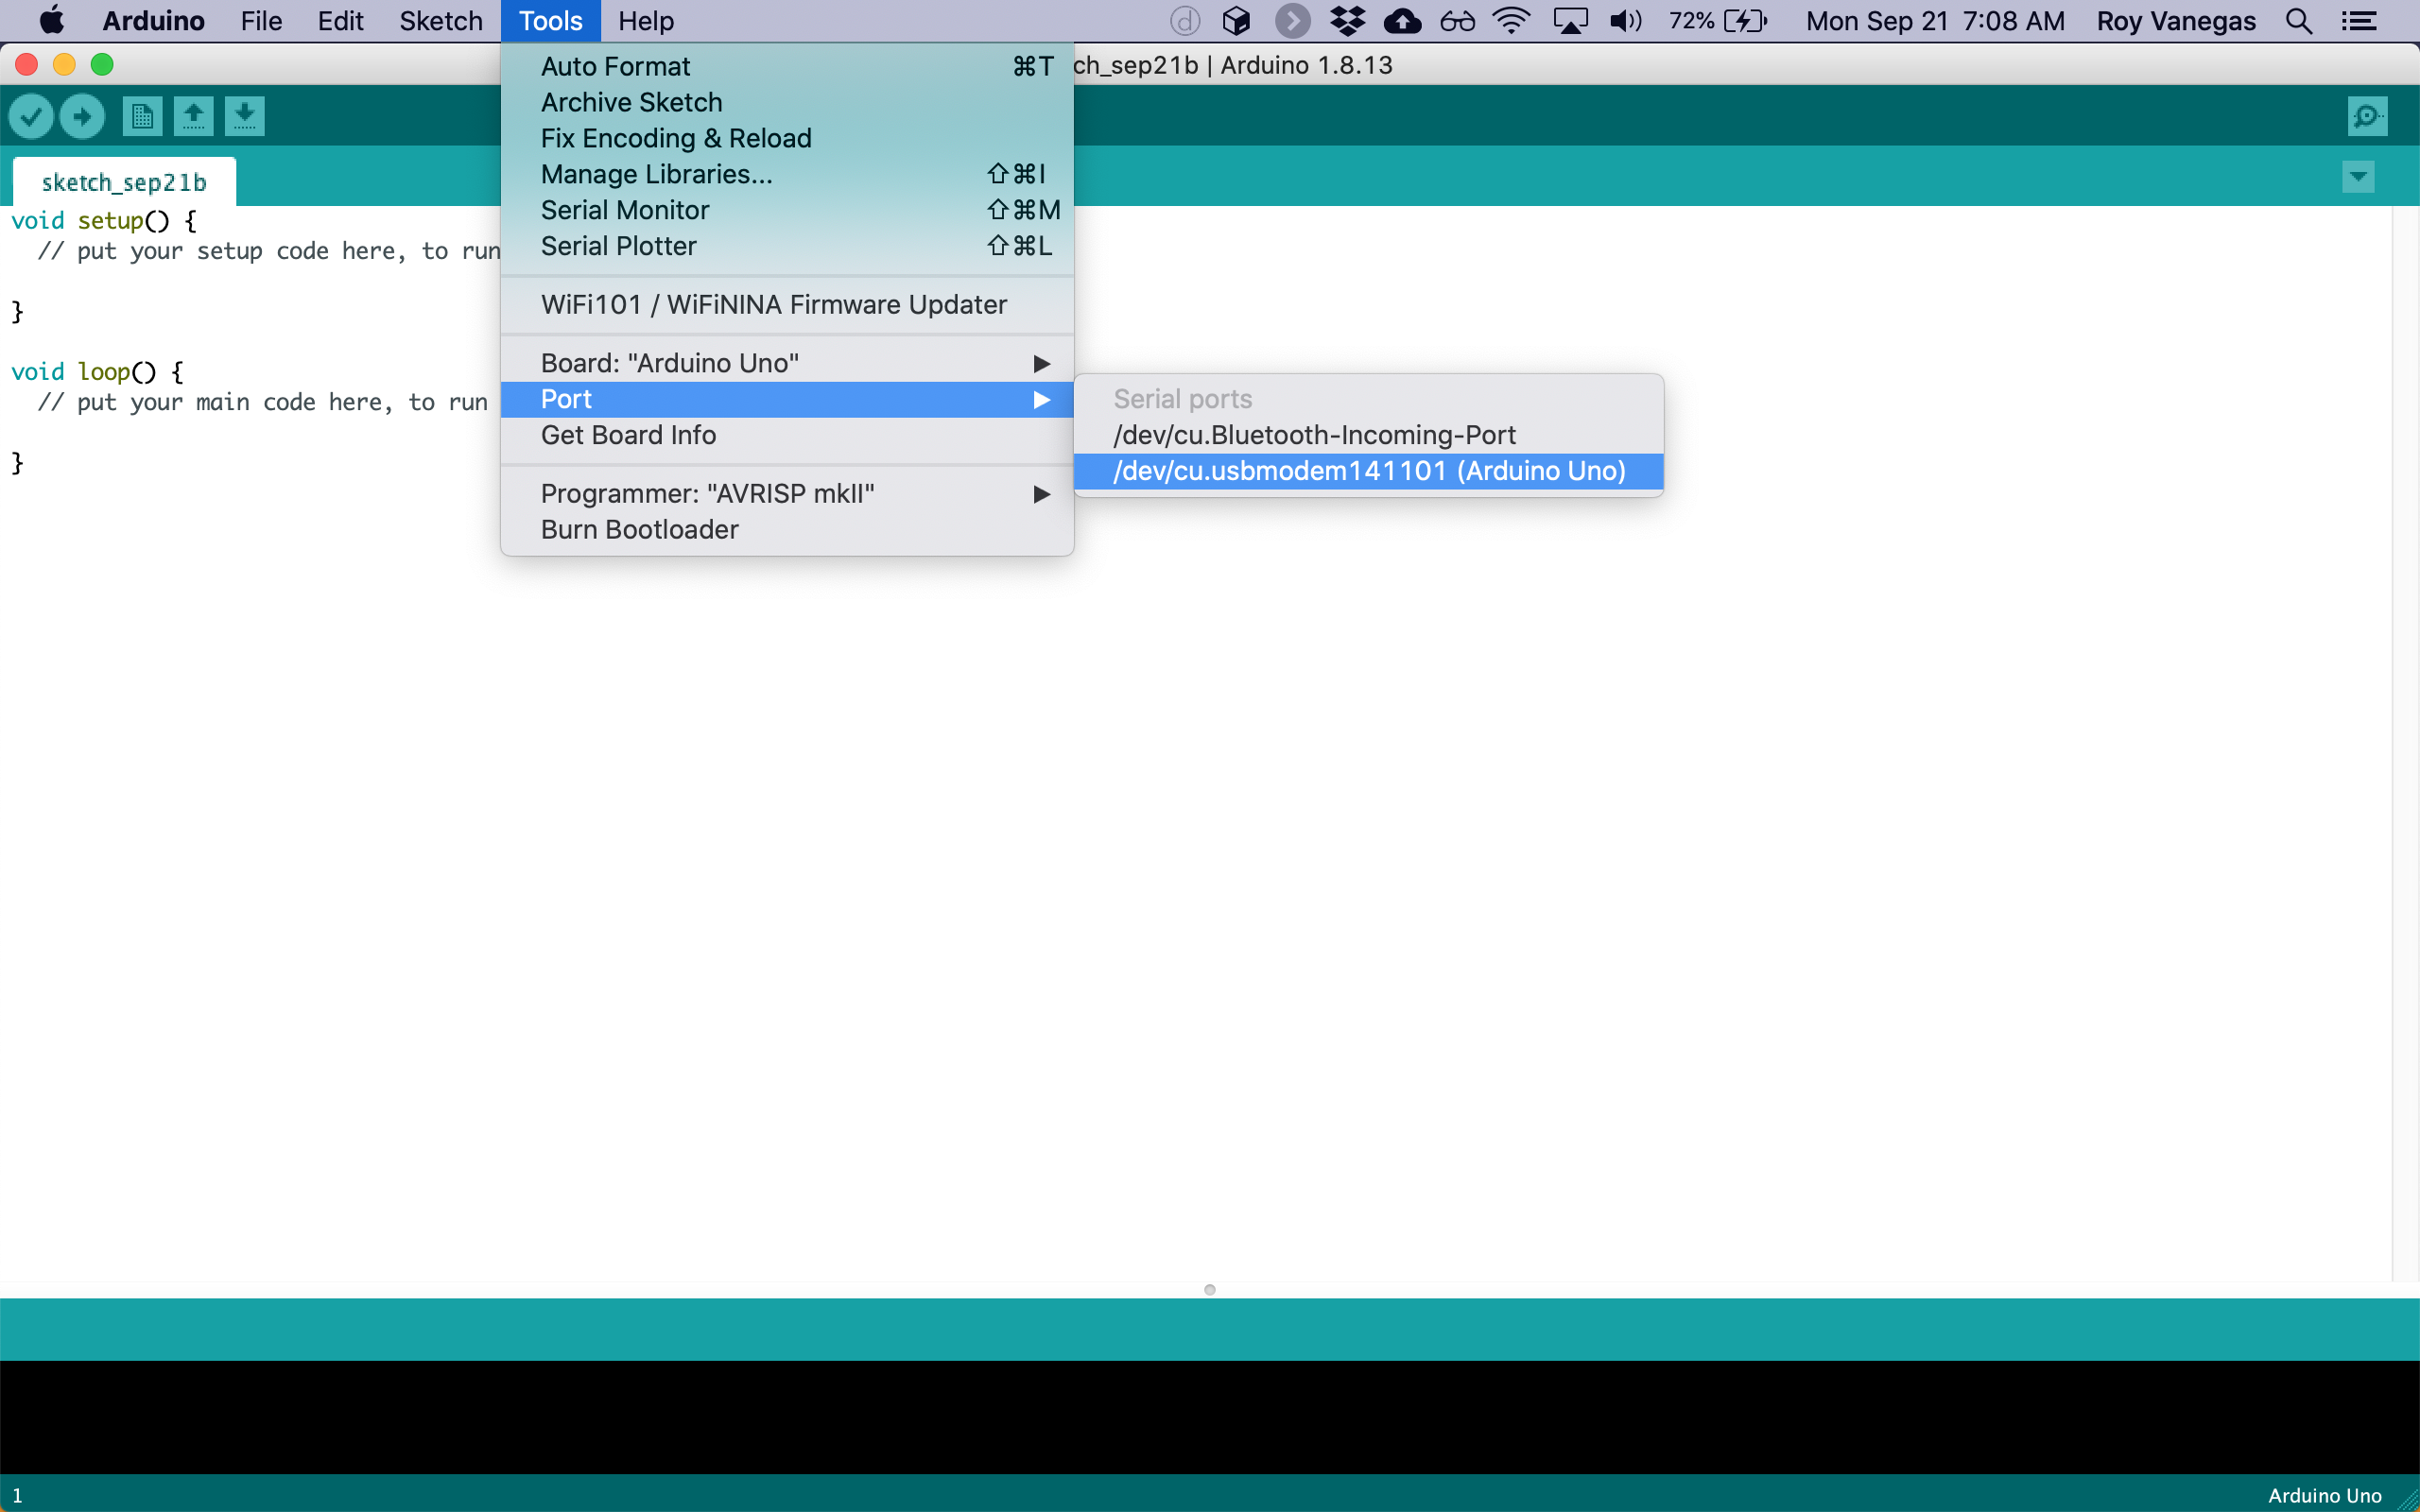 Arduino File Edit Sketch Tools Help 72% Mon Sep 21 7:08 AM Roy Vanegas
ch_sep21b | Arduino 1.8.13
sketch_sep21b
void setup() {
// put your setup code here, to run
}
void loop() {
// put your main code here, to run
}
Auto Format ⌘T
Archive Sketch
Fix Encoding & Reload
Manage Libraries... ⇧⌘I
Serial Monitor ⇧⌘M
Serial Plotter ⇧⌘L
WiFi101 / WiFiNINA Firmware Updater
Board: "Arduino Uno"
Port
Get Board Info
Programmer: "AVRISP mkII"
Burn Bootloader
Serial ports
/dev/cu.Bluetooth-Incoming-Port
/dev/cu.usbmodem141101 (Arduino Uno)
1 Arduino Uno